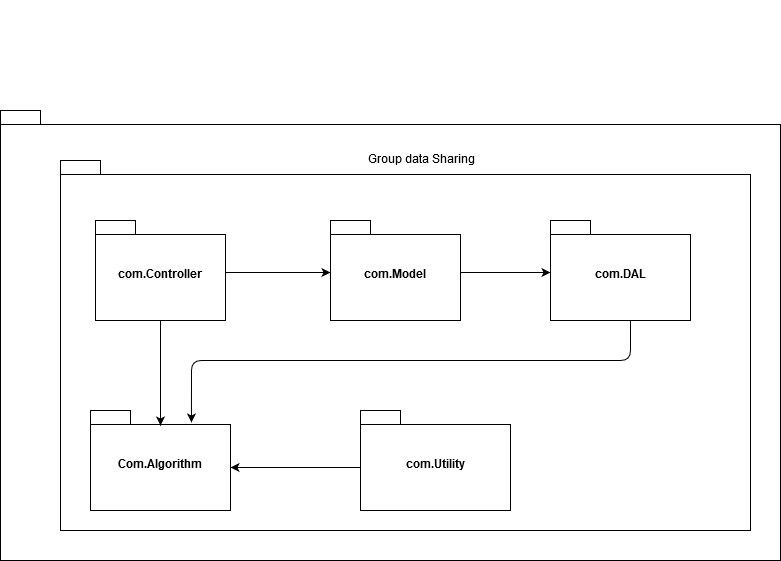 Group data Sharing
com.Controller
com.Model
com.DAL
Com.Algorithm
com.Utility